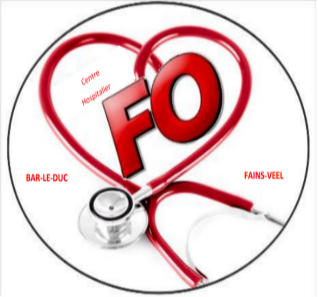 Centre
Hospitalier
FO
BAR-LE-DUC
FAINS-VEEL